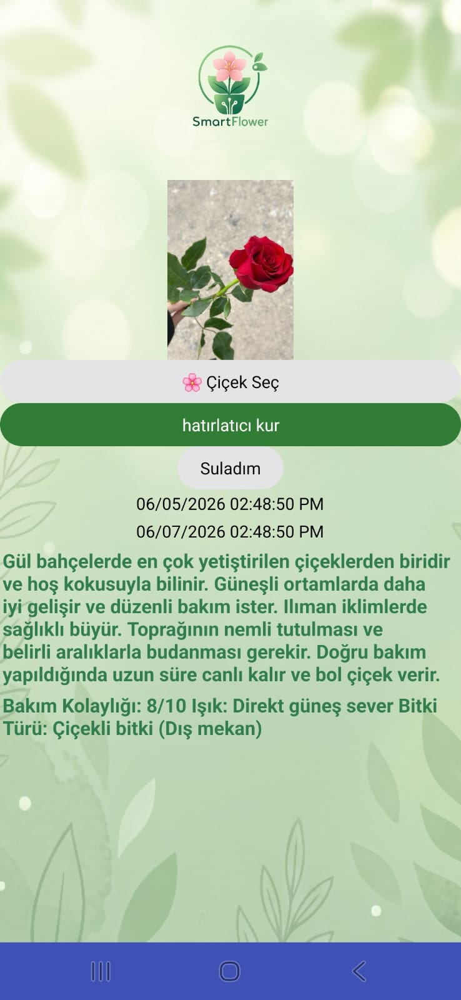 SmartFlower
🌸 Çiçek Seç
hatırlatıcı kur
Suladım
06/05/2026 02:48:50 PM
06/07/2026 02:48:50 PM
Gül bahçelerde en çok yetiştirilen çiçeklerden biridir
ve hoş kokusuyla bilinir. Güneşli ortamlarda daha
iyi gelişir ve düzenli bakım ister. Ilıman iklimlerde
sağlıklı büyür. Toprağının nemli tutulması ve
belirli aralıklarla budanması gerekir. Doğru bakım
yapıldığında uzun süre canlı kalır ve bol çiçek verir.
Bakım Kolaylığı: 8/10 Işık: Direkt güneş sever Bitki
Türü: Çiçekli bitki (Dış mekan)